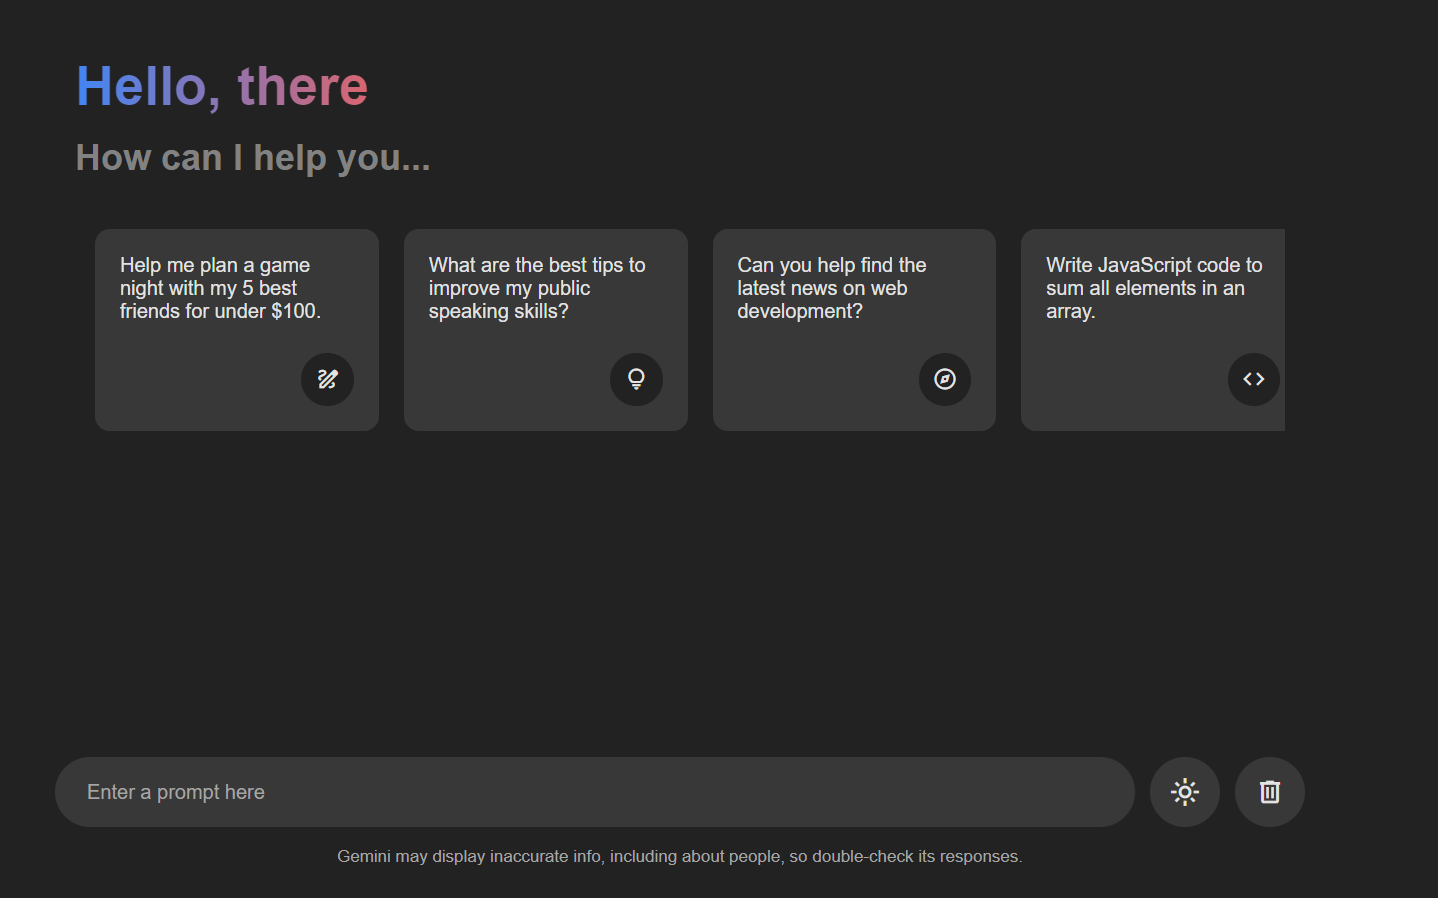 Hello, there
How can I help you...
Help me plan a game
night with my 5 best
friends for under $100.
What are the best tips to
improve my public
speaking skills?
Can you help find the
latest news on web
development?
Write JavaScript code to
sum all elements in an
array.
Enter a prompt here
Gemini may display inaccurate info, including about people, so double-check its responses.